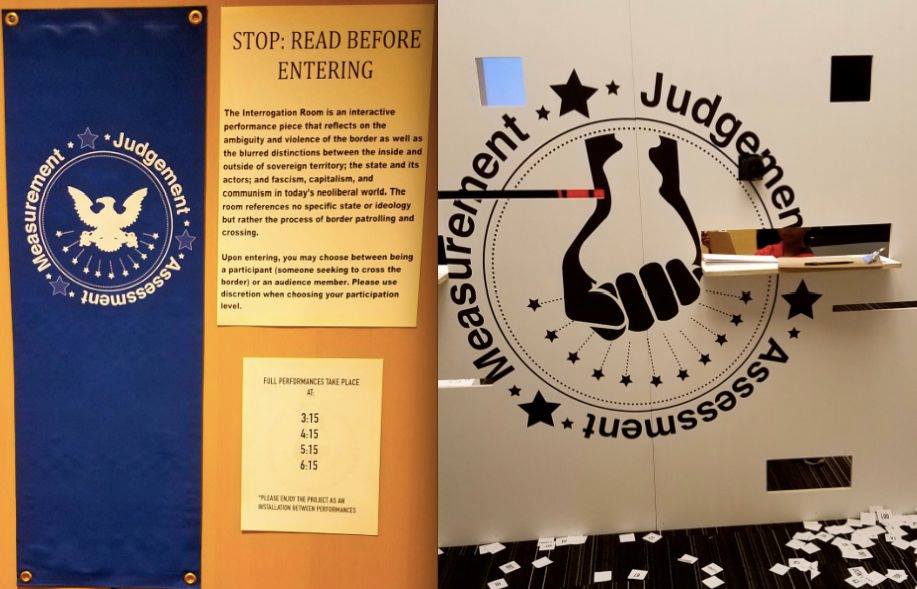 Measurement Judgement Assessment
STOP: READ BEFORE
ENTERING
The Interrogation Room is an interactive
performance piece that reflects on the
ambiguity and violence of the border as well as
the blurred distinctions between the inside and
outside of sovereign territory; the state and its
actors; and fascism, capitalism, and
communism in today's neoliberal world. The
room references no specific state or ideology
but rather the process of border patrolling and
crossing.
Upon entering, you may choose between being
a participant (someone seeking to cross the
border) or an audience member. Please use
discretion when choosing your participation
level.
FULL PERFORMANCES TAKE PLACE
AT:
3:15
4:15
5:15
6:15
*PLEASE ENJOY THE PROJECT AS AN
INSTALLATION BETWEEN PERFORMANCES
Measurement Judgement Assessment